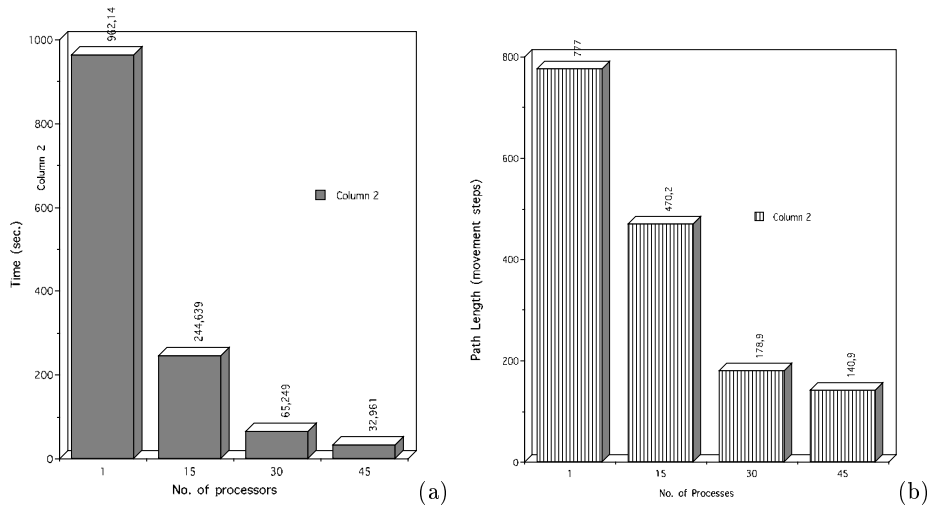 962,14
1000
800
600
400
200
0
Column 2
Time (sec.)
Column 2
244,639
65,249
32,961
1 15 30 45
No. of processors
(a)
777
800
600
400
200
0
Path Length (movement steps)
Column 2
470,2
178,9
140,9
1 15 30 45
No. of Processes
(b)